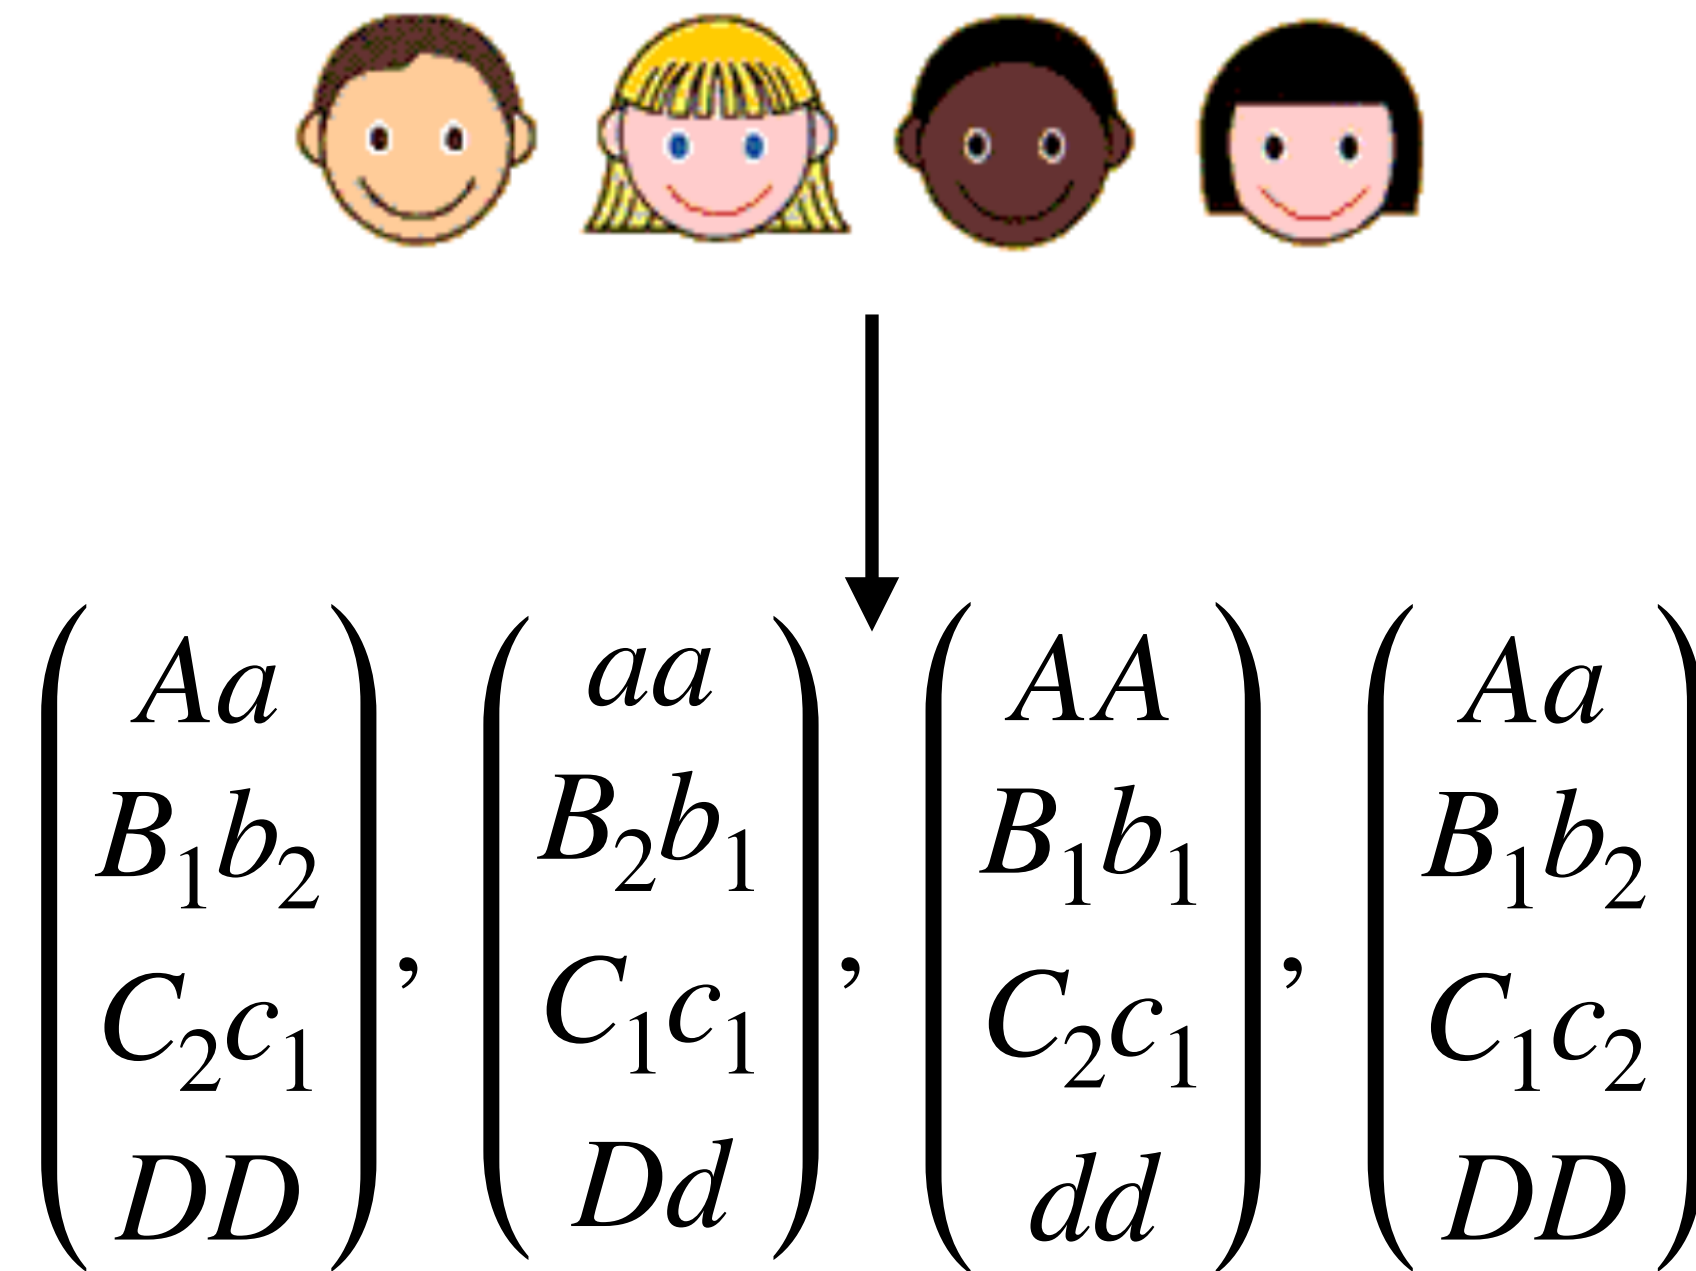 Aa aa AA Aa
B₁b₂ , B₂b₁ , B₁b₁ , B₁b₂
C₂c₁ C₁c₁ C₂c₁ C₁c₂
DD Dd dd DD